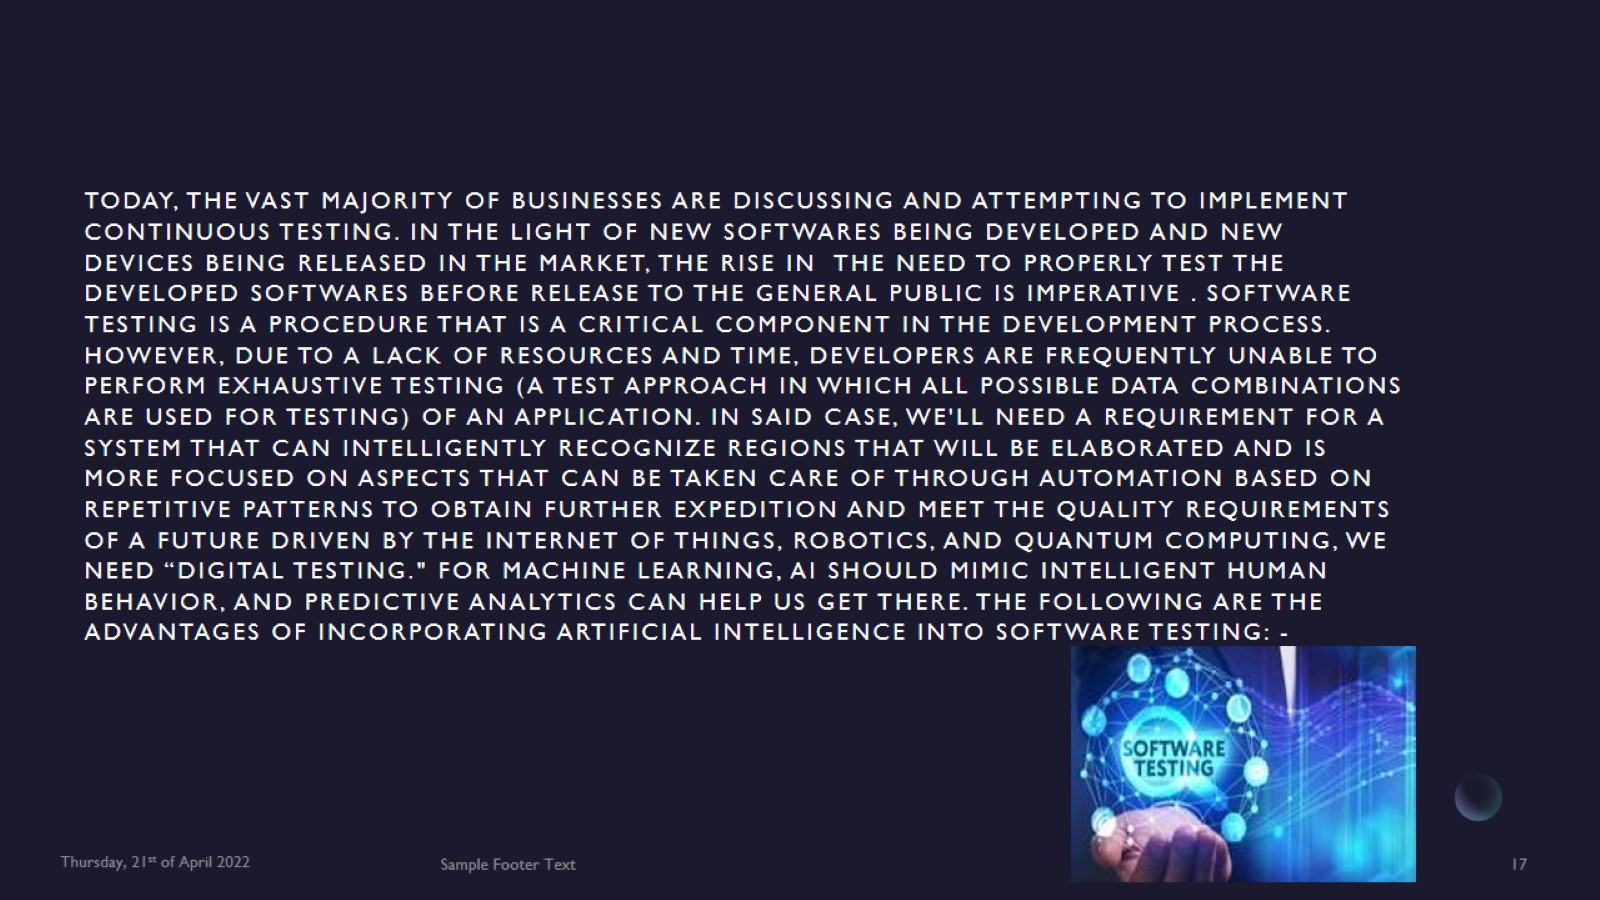 TODAY, THE VAST MAJORITY OF BUSINESSES ARE DISCUSSING AND ATTEMPTING TO IMPLEMENT
CONTINUOUS TESTING. IN THE LIGHT OF NEW SOFTWARES BEING DEVELOPED AND NEW
DEVICES BEING RELEASED IN THE MARKET, THE RISE IN  THE NEED TO PROPERLY TEST THE
DEVELOPED SOFTWARES BEFORE RELEASE TO THE GENERAL PUBLIC IS IMPERATIVE . SOFTWARE
TESTING IS A PROCEDURE THAT IS A CRITICAL COMPONENT IN THE DEVELOPMENT PROCESS.
HOWEVER, DUE TO A LACK OF RESOURCES AND TIME, DEVELOPERS ARE FREQUENTLY UNABLE TO
PERFORM EXHAUSTIVE TESTING (A TEST APPROACH IN WHICH ALL POSSIBLE DATA COMBINATIONS
ARE USED FOR TESTING) OF AN APPLICATION. IN SAID CASE, WE'LL NEED A REQUIREMENT FOR A
SYSTEM THAT CAN INTELLIGENTLY RECOGNIZE REGIONS THAT WILL BE ELABORATED AND IS
MORE FOCUSED ON ASPECTS THAT CAN BE TAKEN CARE OF THROUGH AUTOMATION BASED ON
REPETITIVE PATTERNS TO OBTAIN FURTHER EXPEDITION AND MEET THE QUALITY REQUIREMENTS
OF A FUTURE DRIVEN BY THE INTERNET OF THINGS, ROBOTICS, AND QUANTUM COMPUTING, WE
NEED “DIGITAL TESTING." FOR MACHINE LEARNING, AI SHOULD MIMIC INTELLIGENT HUMAN
BEHAVIOR, AND PREDICTIVE ANALYTICS CAN HELP US GET THERE. THE FOLLOWING ARE THE
ADVANTAGES OF INCORPORATING ARTIFICIAL INTELLIGENCE INTO SOFTWARE TESTING: -
SOFTWARE
TESTING
Thursday, 21st of April 2022
Sample Footer Text
17